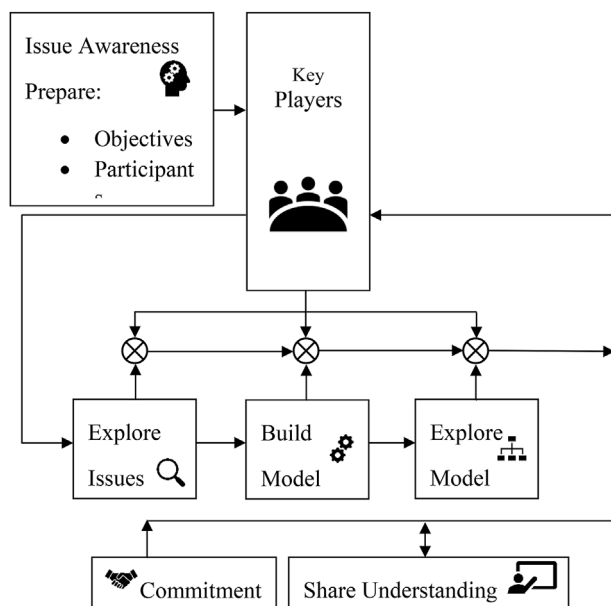 Issue Awareness
Prepare:
• Objectives
• Participant
s
Key
Players
Explore
Issues
Build
Model
Explore
Model
Commitment
Share Understanding